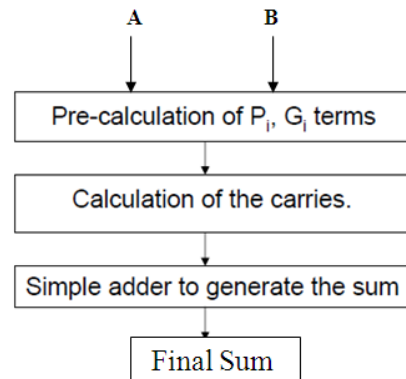 A B
Pre-calculation of Pi, Gi terms
Calculation of the carries.
Simple adder to generate the sum
Final Sum